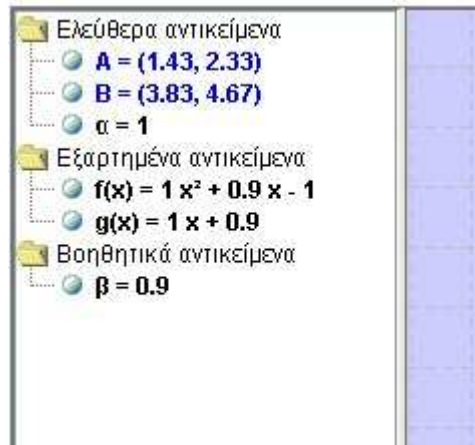 Ελεύθερα αντικείμενα
A = (1.43, 2.33)
B = (3.83, 4.67)
α = 1
Εξαρτημένα αντικείμενα
f(x) = 1 x² + 0.9 x - 1
g(x) = 1 x + 0.9
Βοηθητικά αντικείμενα
β = 0.9